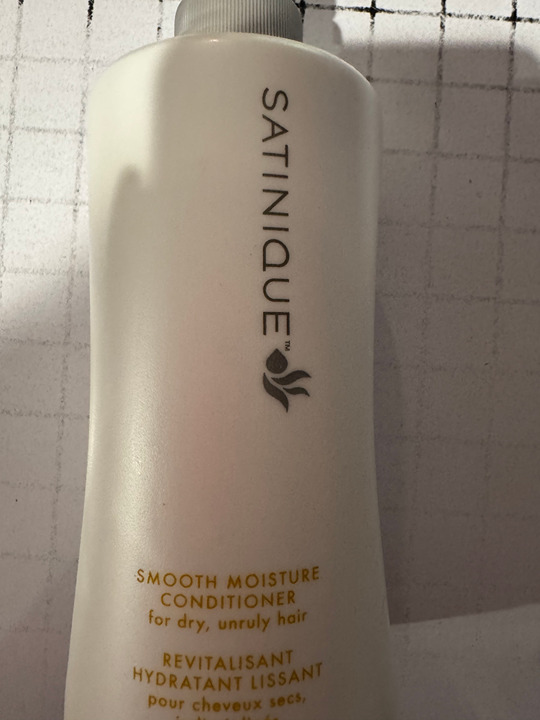 SATINIQUE™
SMOOTH MOISTURE
CONDITIONER
for dry, unruly hair
REVITALISANT
HYDRATANT LISSANT
pour cheveux secs,